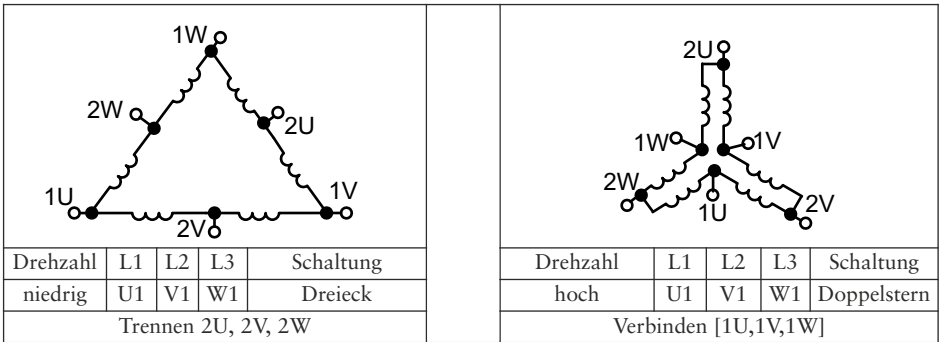 1W
2W
2U
1U
1V
2V
Drehzahl L1 L2 L3 Schaltung
niedrig U1 V1 W1 Dreieck
Trennen 2U, 2V, 2W
2U
1W
1V
2W
1U
2V
Drehzahl L1 L2 L3 Schaltung
hoch U1 V1 W1 Doppelstern
Verbinden [1U,1V,1W]